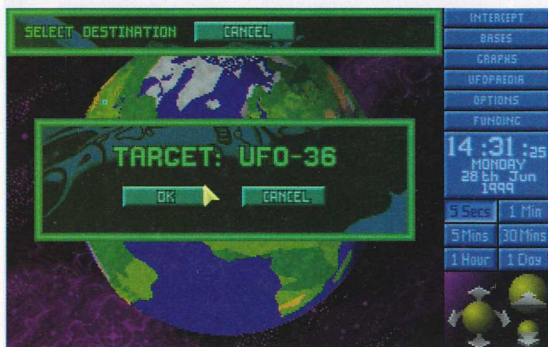 SELECT DESTINATION CANCEL
TARGET: UFO-36
OK CANCEL
INTERCEPT
BASES
GRAPHS
UFOPAEDIA
OPTIONS
FUNDING
14:31:25
MONDAY
28th Jun
1999
5 Secs 1 Min
5 Mins 30 Mins
1 Hour 1 Day